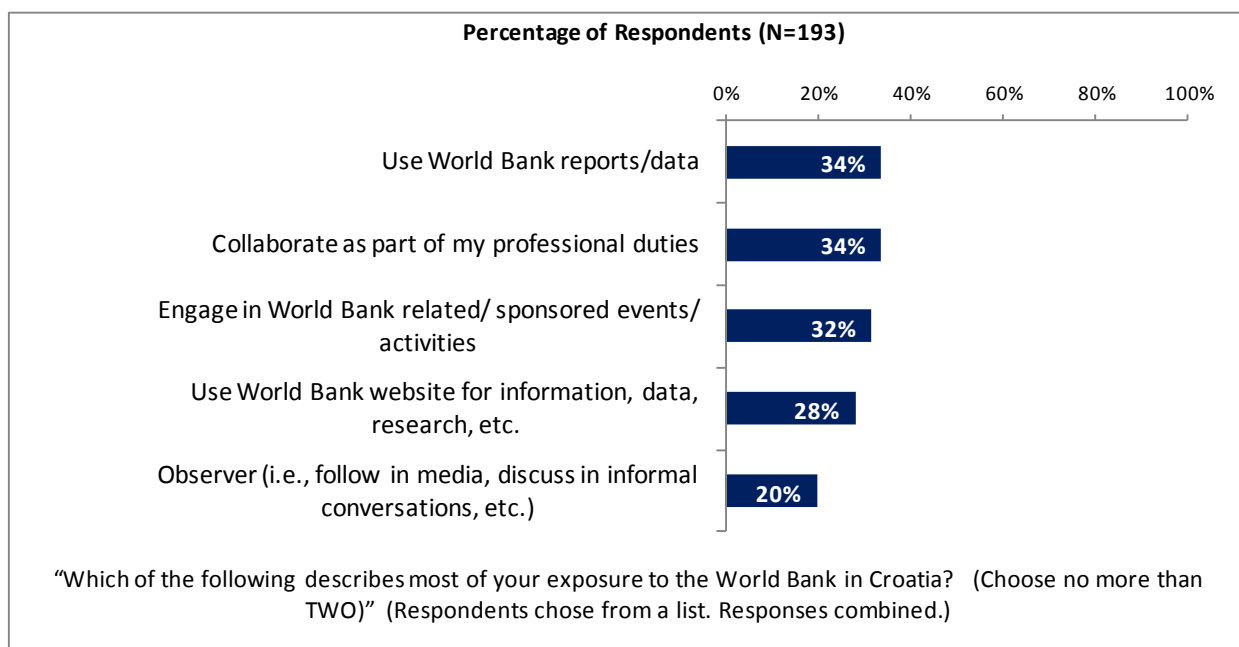 Percentage of Respondents (N=193)
0% 20% 40% 60% 80% 100%
Use World Bank reports/data 34%
Collaborate as part of my professional duties 34%
Engage in World Bank related/ sponsored events/
activities 32%
Use World Bank website for information, data,
research, etc. 28%
Observer (i.e., follow in media, discuss in informal
conversations, etc.) 20%
“Which of the following describes most of your exposure to the World Bank in Croatia? (Choose no more than
TWO)” (Respondents chose from a list. Responses combined.)